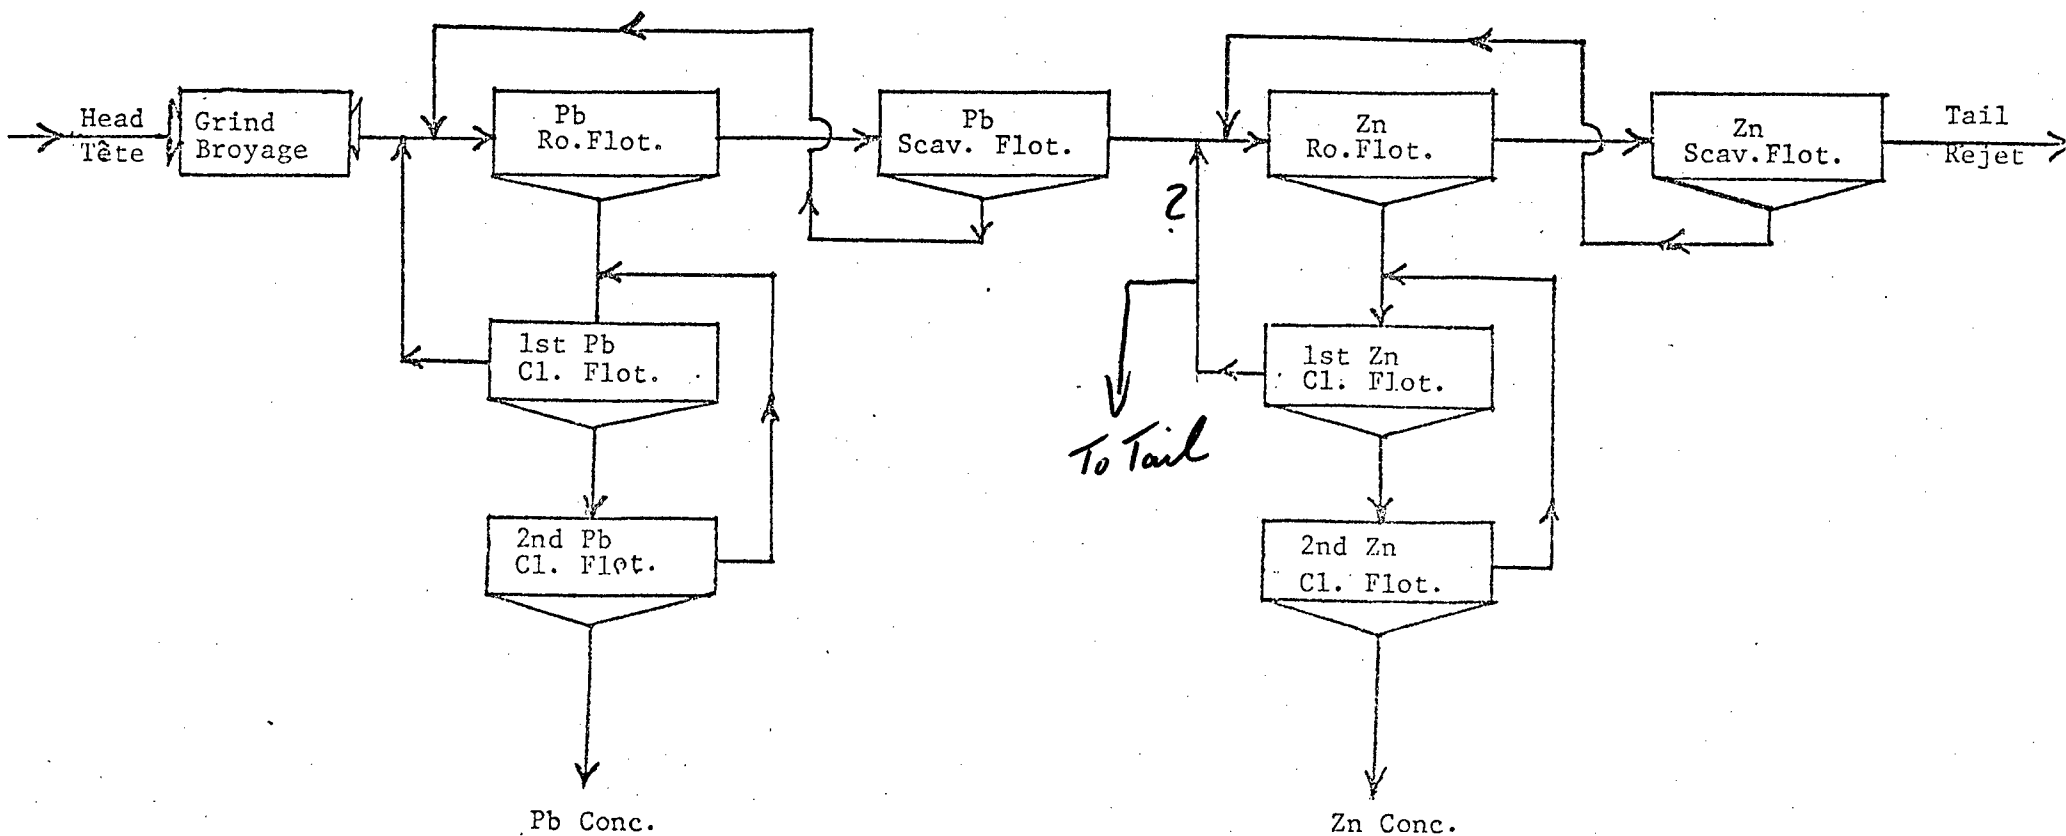 Head
Tête
Grind
Broyage
Pb
Ro.Flot.
Pb
Scav. Flot.
Zn
Ro.Flot.
Zn
Scav.Flot.
Tail
Rejet
?
1st Pb
Cl. Flot.
1st Zn
Cl. Flot.
To Tail
2nd Pb
Cl. Flot.
2nd Zn
Cl. Flot.
Pb Conc.
Zn Conc.